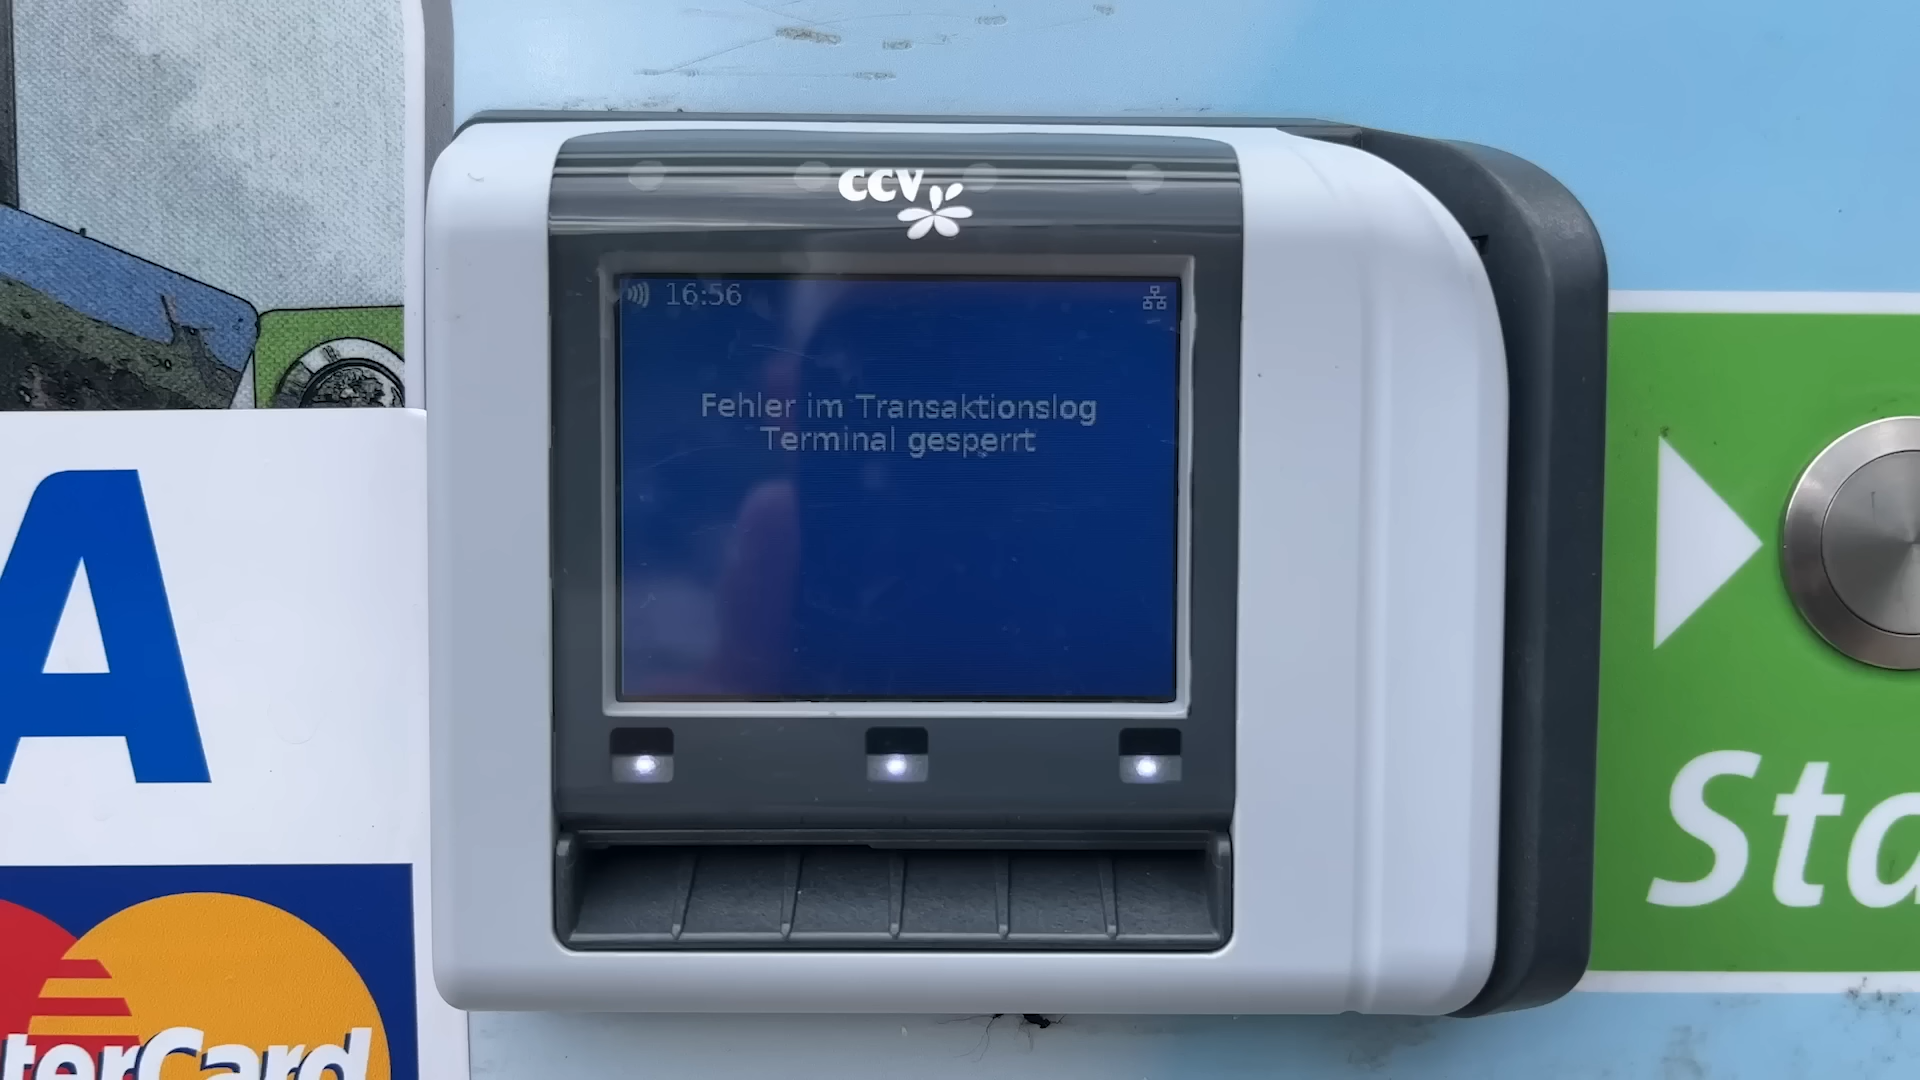 CCV
16:56
Fehler im Transaktionslog
Terminal gesperrt
A
terCard
Sta